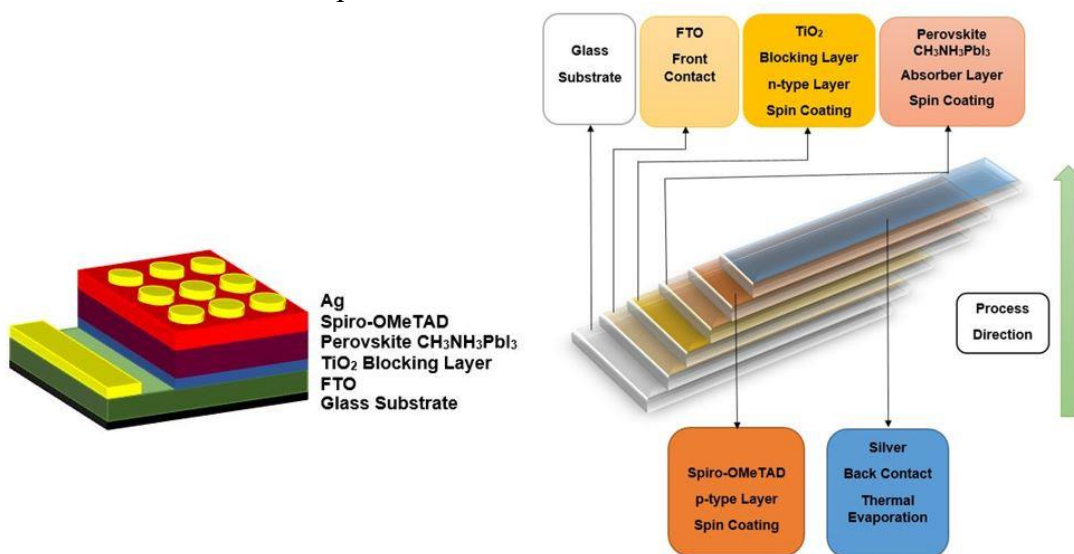 Ag
Spiro-OMeTAD
Perovskite CH₃NH₃PbI₃
TiO₂ Blocking Layer
FTO
Glass Substrate
Glass
Substrate
FTO
Front
Contact
TiO₂
Blocking Layer
n-type Layer
Spin Coating
Perovskite
CH₃NH₃PbI₃
Absorber Layer
Spin Coating
Process
Direction
Spiro-OMeTAD
p-type Layer
Spin Coating
Silver
Back Contact
Thermal
Evaporation